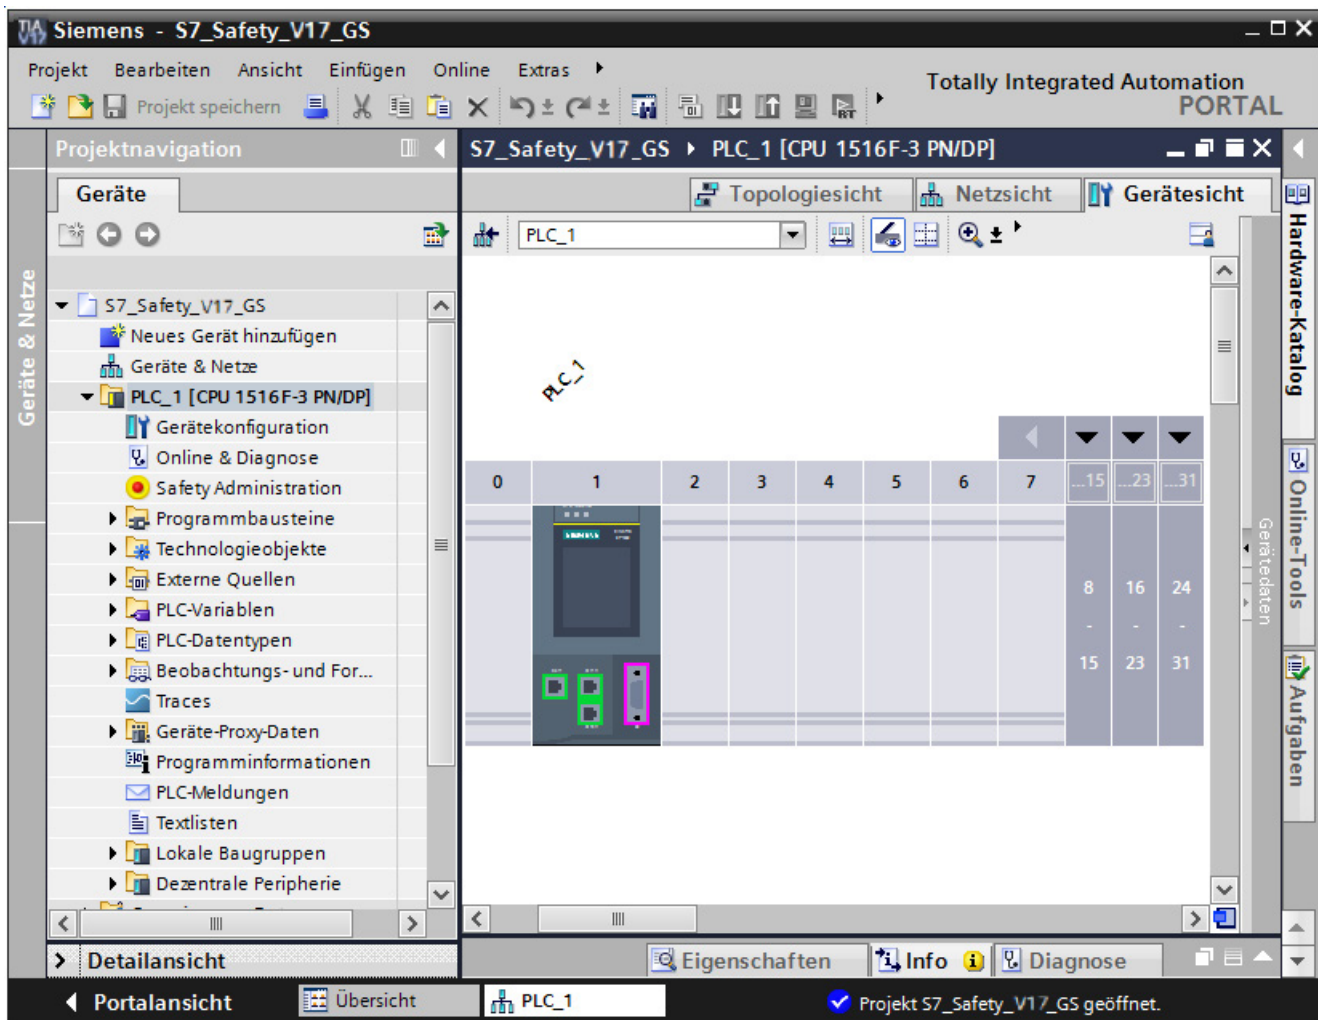 Siemens - S7_Safety_V17_GS
Projekt Bearbeiten Ansicht Einfügen Online Extras
Totally Integrated Automation
PORTAL
Projekt speichern
Projektnavigation
S7_Safety_V17_GS PLC_1 [CPU 1516F-3 PN/DP]
Geräte
Topologiesicht Netzsicht Gerätesicht
PLC_1
Geräte & Netze
S7_Safety_V17_GS
Neues Gerät hinzufügen
Geräte & Netze
PLC_1 [CPU 1516F-3 PN/DP]
Gerätekonfiguration
Online & Diagnose
Safety Administration
Programmbausteine
Technologieobjekte
Externe Quellen
PLC-Variablen
PLC-Datentypen
Beobachtungs- und For...
Traces
Geräte-Proxy-Daten
Programminformationen
PLC-Meldungen
Textlisten
Lokale Baugruppen
Dezentrale Peripherie
PLC_1
0 1 2 3 4 5 6 7 ...15 ...23 ...31
SIEMENS
8 16 24
- - -
15 23 31
Gerätedaten
Hardware-Katalog
Online-Tools
Aufgaben
Detailansicht
Eigenschaften Info Diagnose
Portalansicht Übersicht PLC_1
Projekt S7_Safety_V17_GS geöffnet.